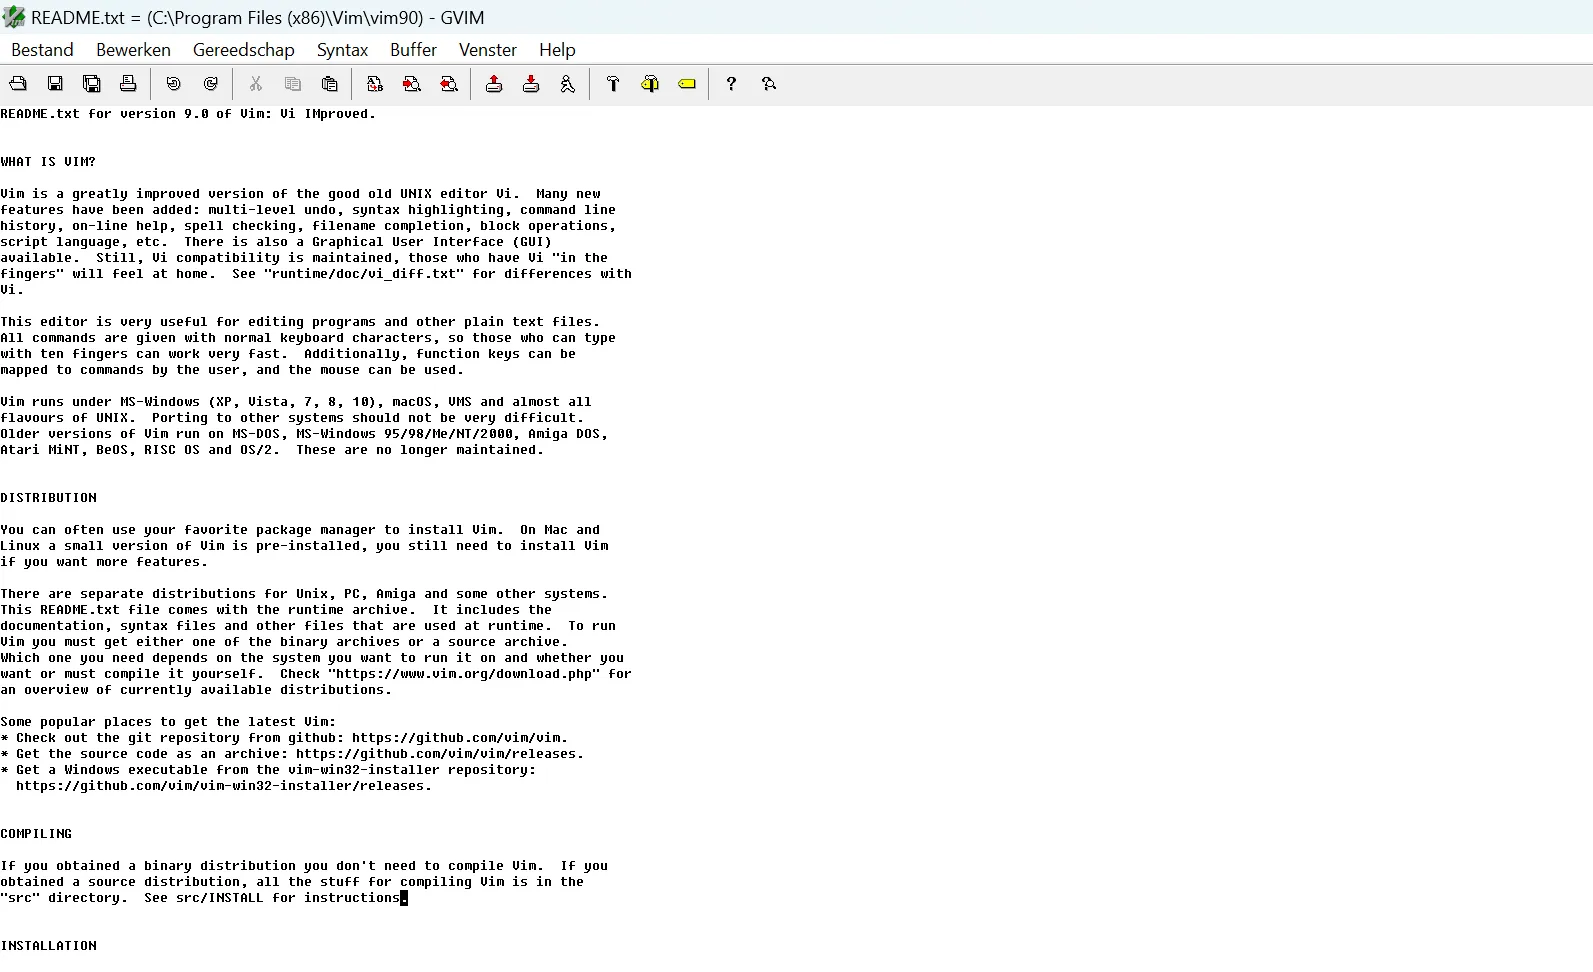 README.txt = (C:\Program Files (x86)\Vim\vim90) - GVIM
Bestand Bewerken Gereedschap Syntax Buffer Venster Help
README.txt for version 9.0 of Vim: Vi IMproved.
WHAT IS VIM?
Vim is a greatly improved version of the good old UNIX editor Vi.  Many new
features have been added: multi-level undo, syntax highlighting, command line
history, on-line help, spell checking, filename completion, block operations,
script language, etc.  There is also a Graphical User Interface (GUI)
available.  Still, Vi compatibility is maintained, those who have Vi "in the
fingers" will feel at home.  See "runtime/doc/vi_diff.txt" for differences with
Vi.
This editor is very useful for editing programs and other plain text files.
All commands are given with normal keyboard characters, so those who can type
with ten fingers can work very fast.  Additionally, function keys can be
mapped to commands by the user, and the mouse can be used.
Vim runs under MS-Windows (XP, Vista, 7, 8, 10), macOS, VMS and almost all
flavours of UNIX.  Porting to other systems should not be very difficult.
Older versions of Vim run on MS-DOS, MS-Windows 95/98/Me/NT/2000, Amiga DOS,
Atari MiNT, BeOS, RISC OS and OS/2.  These are no longer maintained.
DISTRIBUTION
You can often use your favorite package manager to install Vim.  On Mac and
Linux a small version of Vim is pre-installed, you still need to install Vim
if you want more features.
There are separate distributions for Unix, PC, Amiga and some other systems.
This README.txt file comes with the runtime archive.  It includes the
documentation, syntax files and other files that are used at runtime.  To run
Vim you must get either one of the binary archives or a source archive.
Which one you need depends on the system you want to run it on and whether you
want or must compile it yourself.  Check "https://www.vim.org/download.php" for
an overview of currently available distributions.
Some popular places to get the latest Vim:
* Check out the git repository from github: https://github.com/vim/vim.
* Get the source code as an archive: https://github.com/vim/vim/releases.
* Get a Windows executable from the vim-win32-installer repository:
https://github.com/vim/vim-win32-installer/releases.
COMPILING
If you obtained a binary distribution you don't need to compile Vim.  If you
obtained a source distribution, all the stuff for compiling Vim is in the
"src" directory.  See src/INSTALL for instructions.
INSTALLATION